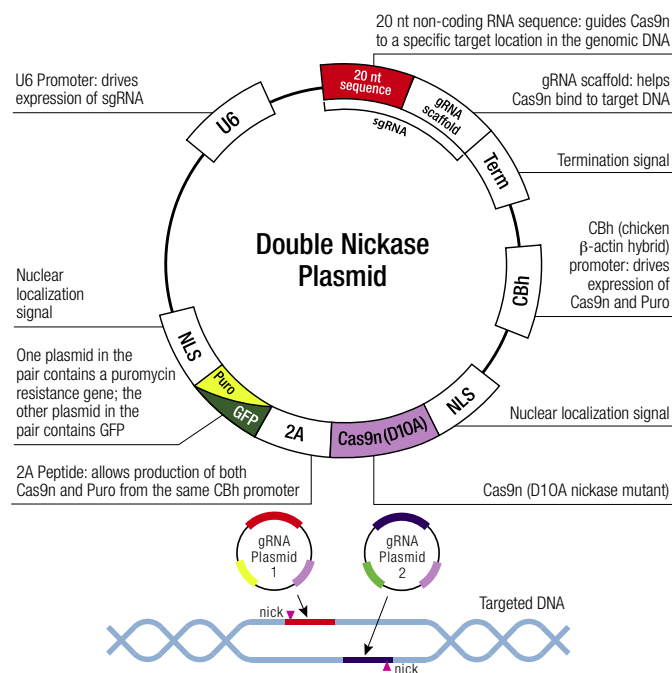 20 nt non-coding RNA sequence: guides Cas9n
to a specific target location in the genomic DNA
U6 Promoter: drives
expression of sgRNA
20 nt
sequence
gRNA
scaffold
gRNA scaffold: helps
Cas9n bind to target DNA
U6
sgRNA
Term
Termination signal
Double Nickase
Plasmid
CBh (chicken
β-actin hybrid)
promoter: drives
expression of
Cas9n and Puro
CBh
Nuclear
localization
signal
NLS
One plasmid in the
pair contains a puromycin
resistance gene; the
other plasmid in the
pair contains GFP
Puro
GFP
2A
Cas9n (D10A)
NLS
Nuclear localization signal
2A Peptide: allows production of both
Cas9n and Puro from the same CBh promoter
Cas9n (D10A nickase mutant)
gRNA
Plasmid
1
gRNA
Plasmid
2
Targeted DNA
nick
nick